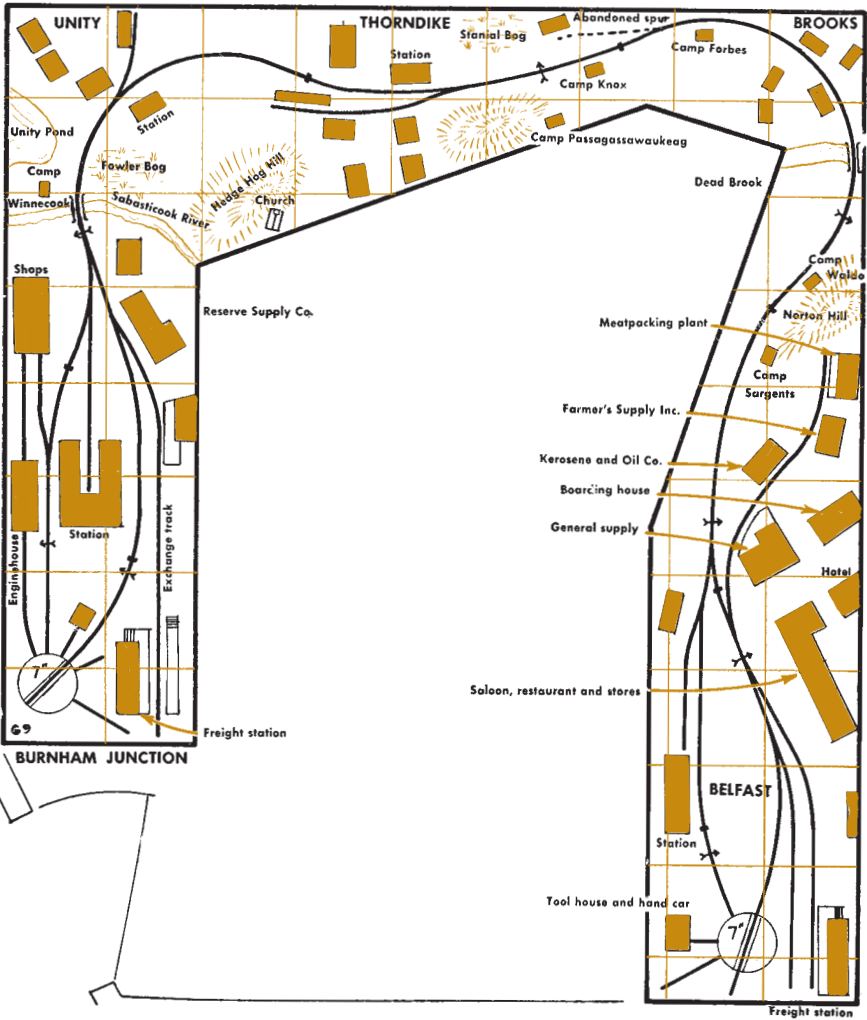 UNITY
THORNDIKE
Abandoned spur
BROOKS
Stanial Bog
Camp Forbes
Station
Camp Knox
Station
Unity Pond
Camp Passagassawaukeag
Fowler Bog
Hedge Hog Hill
Camp
Winnecook
Dead Brook
Sabasticook River
Church
Shops
Camp
Waldo
Reserve Supply Co.
Norton Hill
Meatpacking plant
Camp
Sargents
Farmer's Supply Inc.
Kerosene and Oil Co.
Boarding house
General supply
Station
Enginehouse
Exchange track
Hotel
7"
Saloon, restaurant and stores
G9
Freight station
BURNHAM JUNCTION
BELFAST
Station
Tool house and hand car
7"
Freight station